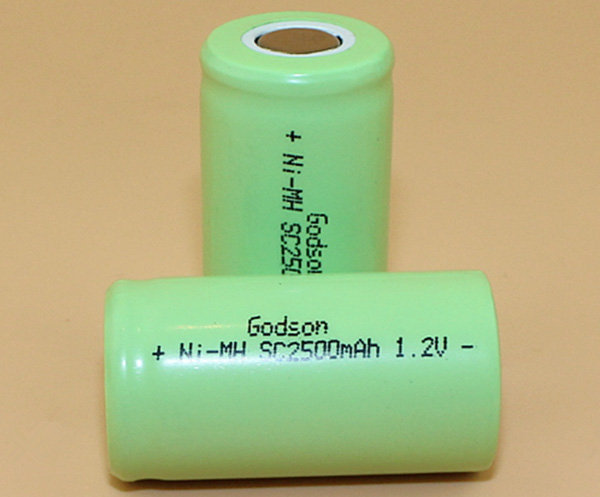 + Ni-MH SC250
Godson
Godson
+ Ni-MH SC2500mAh 1.2V -